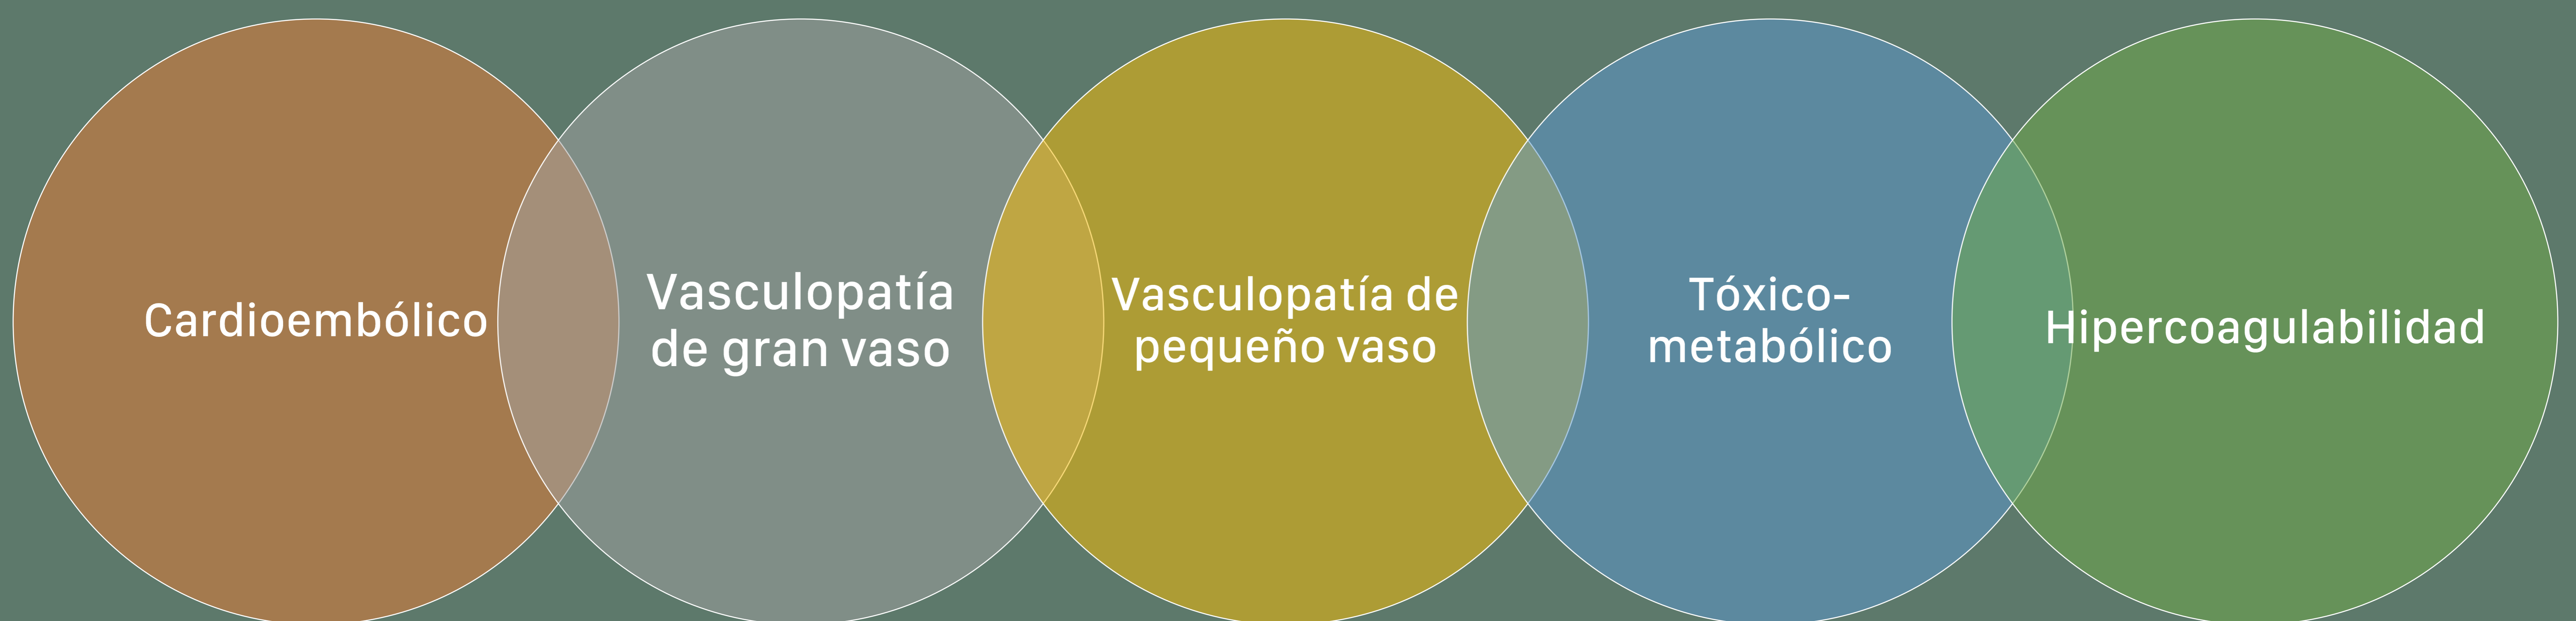 Cardioembólico
Vasculopatía
de gran vaso
Vasculopatía de
pequeño vaso
Tóxico-
metabólico
Hipercoagulabilidad